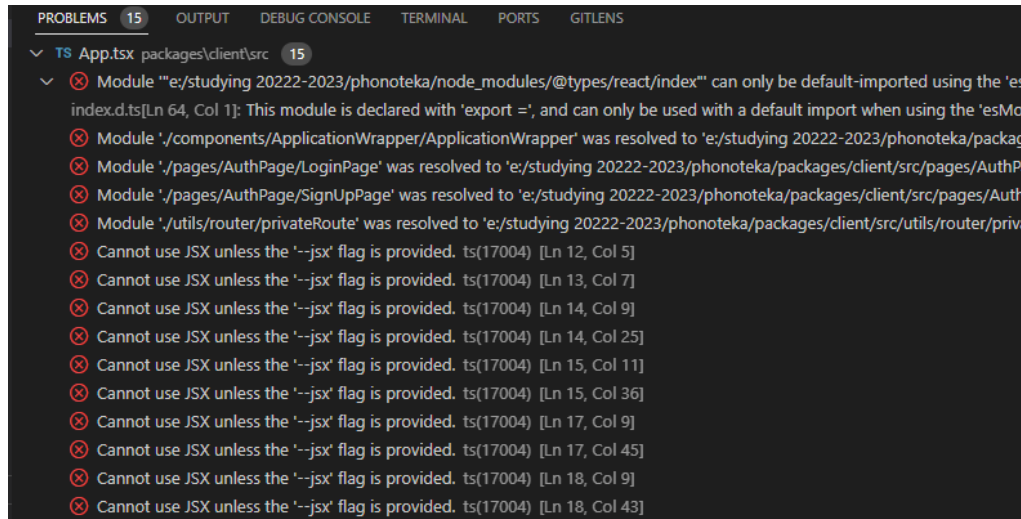 PROBLEMS 15 OUTPUT DEBUG CONSOLE TERMINAL PORTS GITLENS
TS App.tsx packages\client\src 15
Module '"e:/studying 20222-2023/phonoteka/node_modules/@types/react/index"' can only be default-imported using the 'es
index.d.ts[Ln 64, Col 1]: This module is declared with 'export =', and can only be used with a default import when using the 'esMo
Module './components/ApplicationWrapper/ApplicationWrapper' was resolved to 'e:/studying 20222-2023/phonoteka/packag
Module './pages/AuthPage/LoginPage' was resolved to 'e:/studying 20222-2023/phonoteka/packages/client/src/pages/AuthP
Module './pages/AuthPage/SignUpPage' was resolved to 'e:/studying 20222-2023/phonoteka/packages/client/src/pages/Auth
Module './utils/router/privateRoute' was resolved to 'e:/studying 20222-2023/phonoteka/packages/client/src/utils/router/priva
Cannot use JSX unless the '--jsx' flag is provided. ts(17004) [Ln 12, Col 5]
Cannot use JSX unless the '--jsx' flag is provided. ts(17004) [Ln 13, Col 7]
Cannot use JSX unless the '--jsx' flag is provided. ts(17004) [Ln 14, Col 9]
Cannot use JSX unless the '--jsx' flag is provided. ts(17004) [Ln 14, Col 25]
Cannot use JSX unless the '--jsx' flag is provided. ts(17004) [Ln 15, Col 11]
Cannot use JSX unless the '--jsx' flag is provided. ts(17004) [Ln 15, Col 36]
Cannot use JSX unless the '--jsx' flag is provided. ts(17004) [Ln 17, Col 9]
Cannot use JSX unless the '--jsx' flag is provided. ts(17004) [Ln 17, Col 45]
Cannot use JSX unless the '--jsx' flag is provided. ts(17004) [Ln 18, Col 9]
Cannot use JSX unless the '--jsx' flag is provided. ts(17004) [Ln 18, Col 43]